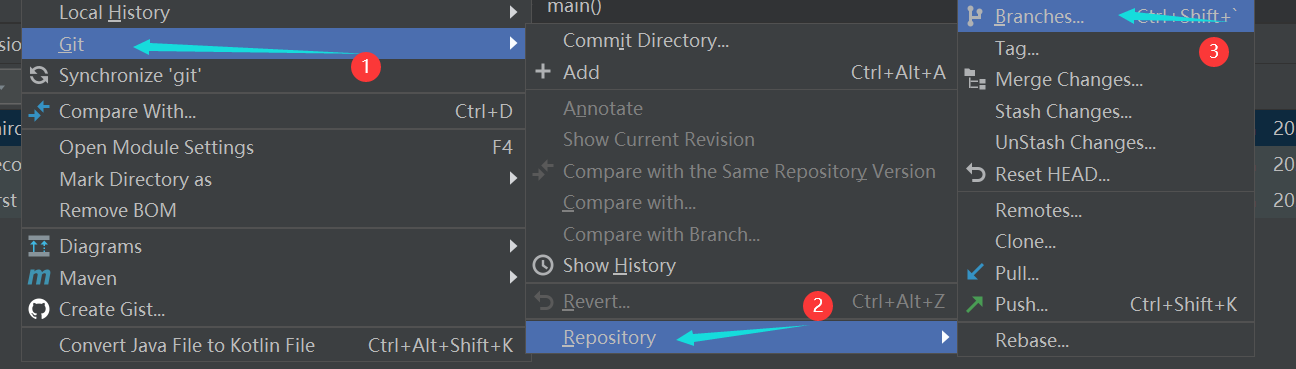 Local History
Git
1
Synchronize 'git'
Compare With... Ctrl+D
Open Module Settings F4
Mark Directory as
Remove BOM
Diagrams
Maven
Create Gist...
Convert Java File to Kotlin File Ctrl+Alt+Shift+K
main()
Commit Directory...
Add Ctrl+Alt+A
Annotate
Show Current Revision
Compare with the Same Repository Version
Compare with...
Compare with Branch...
Show History
Revert... Ctrl+Alt+Z
2
Repository
Branches... Ctrl+Shift+`
3
Tag...
Merge Changes...
Stash Changes...
UnStash Changes...
Reset HEAD...
Remotes...
Clone...
Pull...
Push... Ctrl+Shift+K
Rebase...
20
20
20